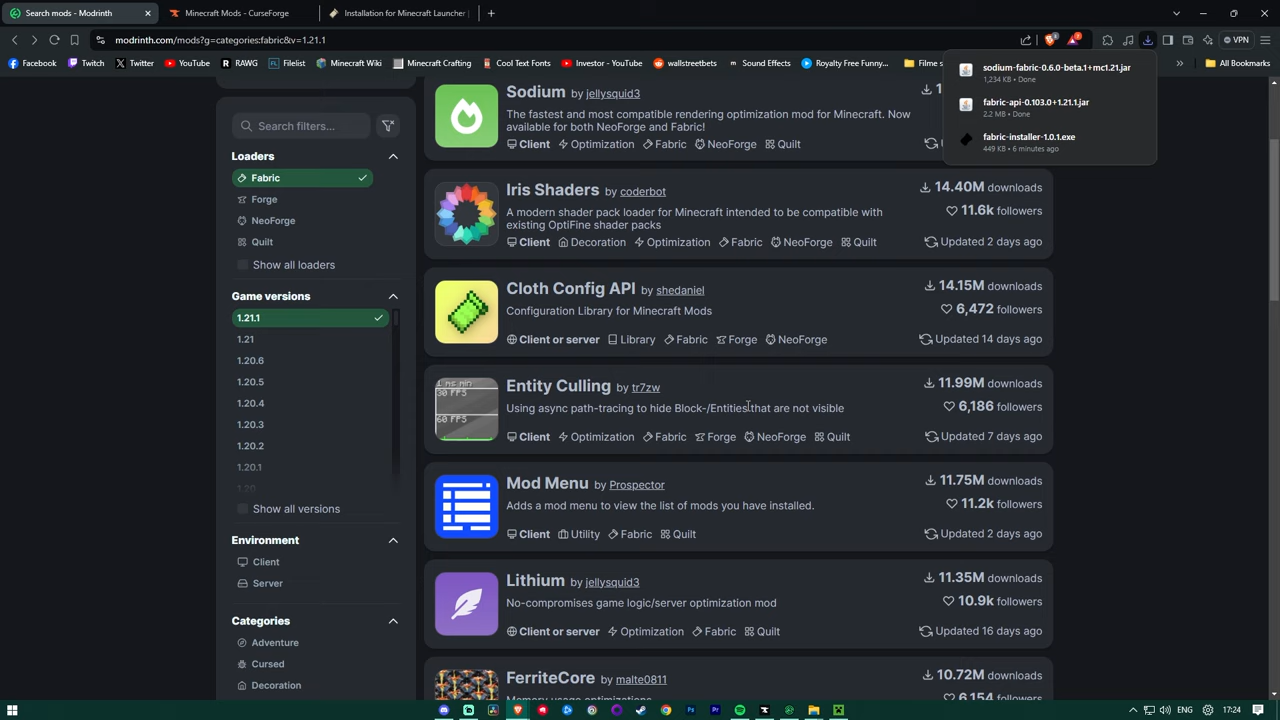 Search mods - Modrinth
Minecraft Mods - CurseForge
Installation for Minecraft Launcher
modrinth.com/mods?g=categories:fabric&v=1.21.1
VPN
Facebook
Twitch
Twitter
YouTube
RAWG
Filelist
Minecraft Wiki
Minecraft Crafting
Cool Text Fonts
Investor - YouTube
wallstreetbets
Sound Effects
Filme s
All Bookmarks
sodium-fabric-0.6.0-beta.1+mc1.21.jar
1,234 KB • Done
fabric-api-0.103.0+1.21.1.jar
2.2 MB • Done
fabric-installer-1.0.1.exe
449 KB • 6 minutes ago
Search filters...
Loaders
Fabric
Forge
NeoForge
Quilt
Show all loaders
Game versions
1.21.1
1.21
1.20.6
1.20.5
1.20.4
1.20.3
1.20.2
1.20.1
1.20
Show all versions
Environment
Client
Server
Categories
Adventure
Cursed
Decoration
Sodium by jellysquid3
The fastest and most compatible rendering optimization mod for Minecraft. Now
available for both NeoForge and Fabric!
Client Optimization Fabric NeoForge Quilt
Iris Shaders by coderbot
14.40M downloads
A modern shader pack loader for Minecraft intended to be compatible with
existing OptiFine shader packs
11.6k followers
Client Decoration Optimization Fabric NeoForge Quilt
Updated 2 days ago
Cloth Config API by shedaniel
14.15M downloads
Configuration Library for Minecraft Mods
6,472 followers
Client or server Library Fabric Forge NeoForge
Updated 14 days ago
1 ms min
30 FPS
60 FPS
Entity Culling by tr7zw
11.99M downloads
Using async path-tracing to hide Block-/Entities that are not visible
6,186 followers
Client Optimization Fabric Forge NeoForge Quilt
Updated 7 days ago
Mod Menu by Prospector
11.75M downloads
Adds a mod menu to view the list of mods you have installed.
11.2k followers
Client Utility Fabric Quilt
Updated 2 days ago
Lithium by jellysquid3
11.35M downloads
No-compromises game logic/server optimization mod
10.9k followers
Client or server Optimization Fabric Quilt
Updated 16 days ago
FerriteCore by malte0811
10.72M downloads
Memory usage optimizations
6,154 followers
ENG
17:24